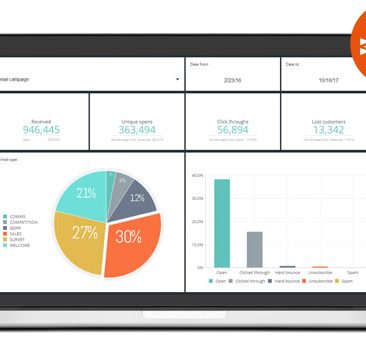 Date from
Date to
mail campaign
2/23/16
10/10/17
Received
946,445
Unique opens
363,494
Click throughs
56,894
Lost customers
13,342
mail type
COMMS
COMPETITION
GDPR
SALES
SURVEY
WELCOME
21%
12%
27%
30%
40.0%
30.0%
20.0%
10.0%
0%
Open
Clicked through
Hard bounce
Unsubscribe
Spam
Open
Clicked through
Hard bounce
Unsubscribe
Spam